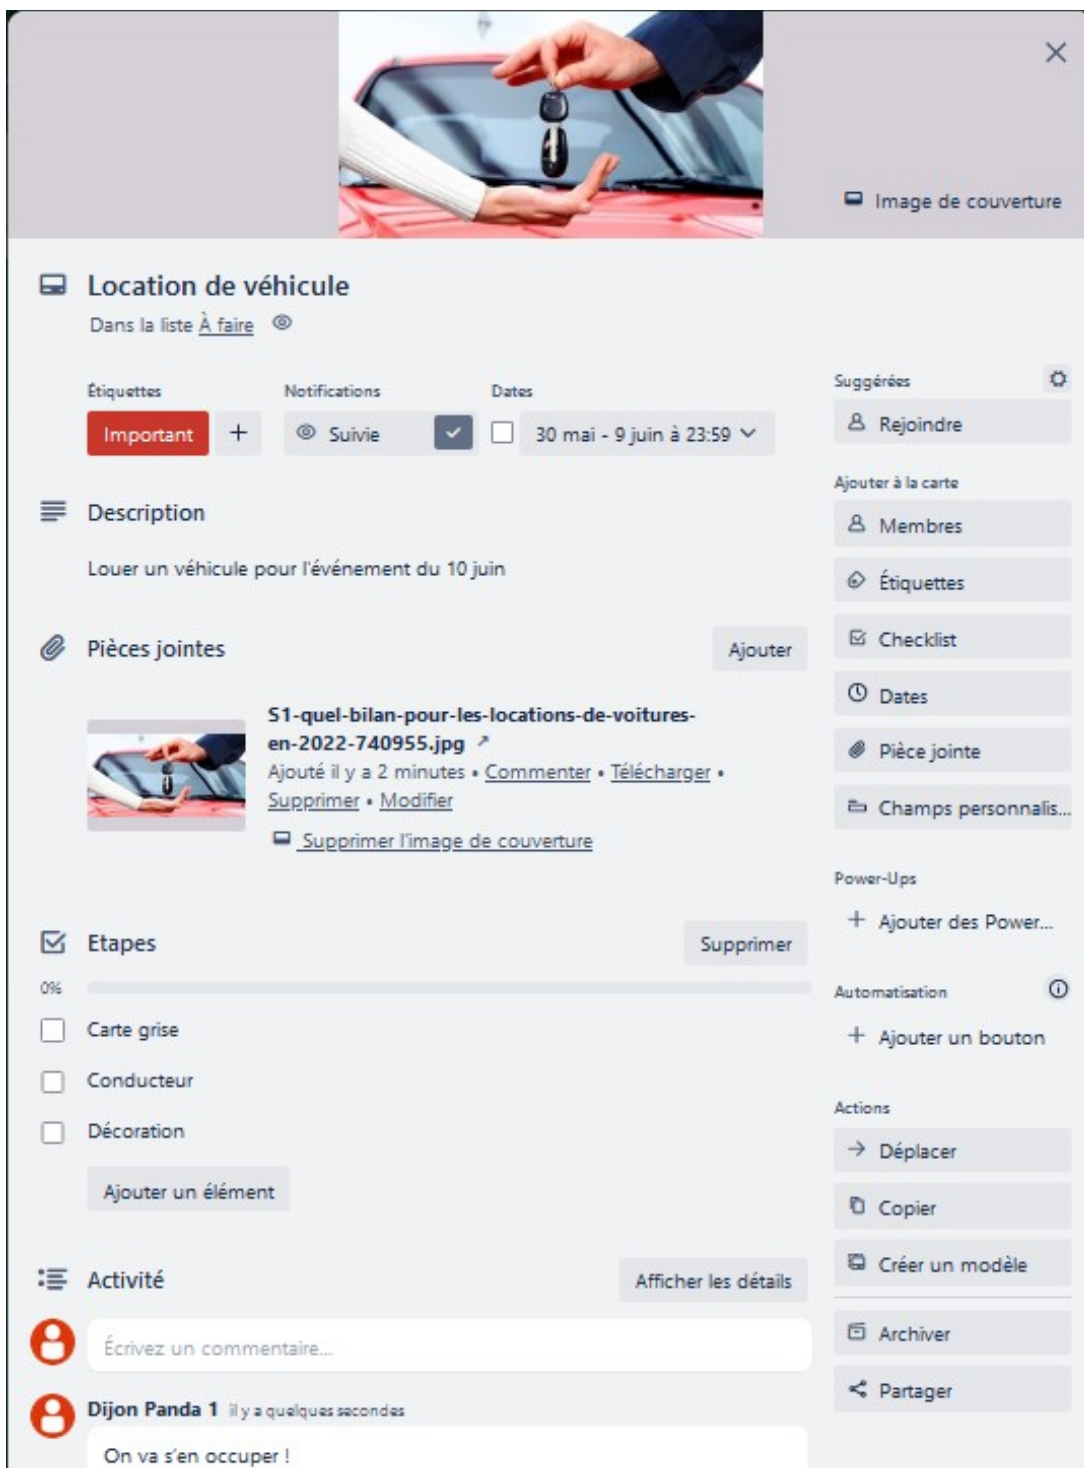 Image de couverture
Location de véhicule
Dans la liste À faire
Étiquettes
Notifications
Dates
Important
Suivie
30 mai - 9 juin à 23:59
Description
Louer un véhicule pour l'événement du 10 juin
Pièces jointes
Ajouter
S1-quel-bilan-pour-les-locations-de-voitures-
en-2022-740955.jpg ↗
Ajouté il y a 2 minutes • Commenter • Télécharger •
Supprimer • Modifier
Supprimer l'image de couverture
Etapes
Supprimer
0%
Carte grise
Conducteur
Décoration
Ajouter un élément
Activité
Afficher les détails
Écrivez un commentaire...
Dijon Panda 1 il y a quelques secondes
On va s'en occuper !
Suggérées
Rejoindre
Ajouter à la carte
Membres
Étiquettes
Checklist
Dates
Pièce jointe
Champs personnalis...
Power-Ups
+ Ajouter des Power...
Automatisation
+ Ajouter un bouton
Actions
→ Déplacer
Copier
Créer un modèle
Archiver
Partager